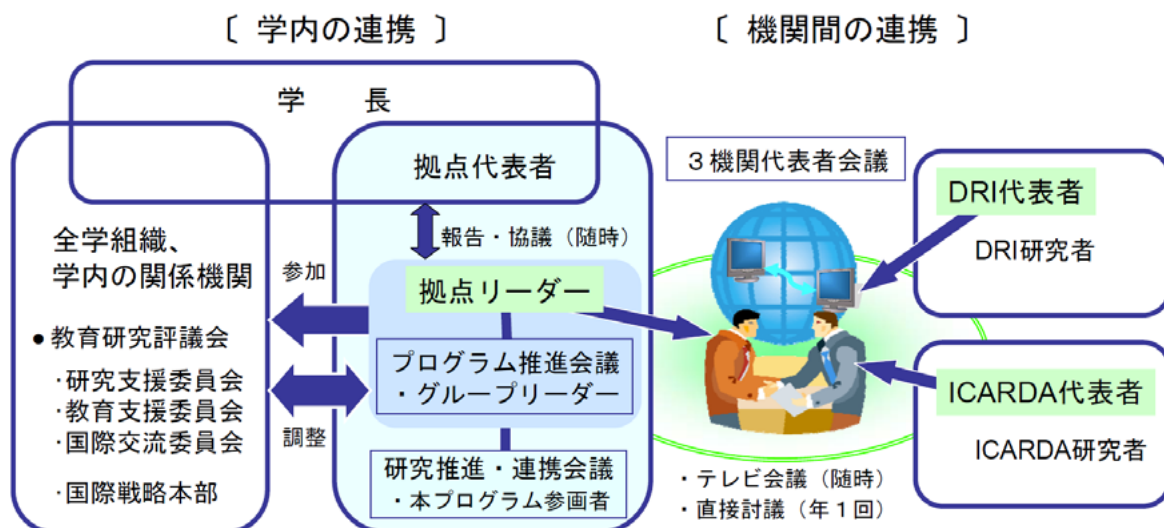 〔 学内の連携 〕
〔 機関間の連携 〕
学 長
拠点代表者
報告・協議（随時）
全学組織、
学内の関係機関
●教育研究評議会
・研究支援委員会
・教育支援委員会
・国際交流委員会
・国際戦略本部
参加
調整
拠点リーダー
プログラム推進会議
・グループリーダー
研究推進・連携会議
・本プログラム参画者
３機関代表者会議
・テレビ会議（随時）
・直接討議（年１回）
DRI代表者
DRI研究者
ICARDA代表者
ICARDA研究者